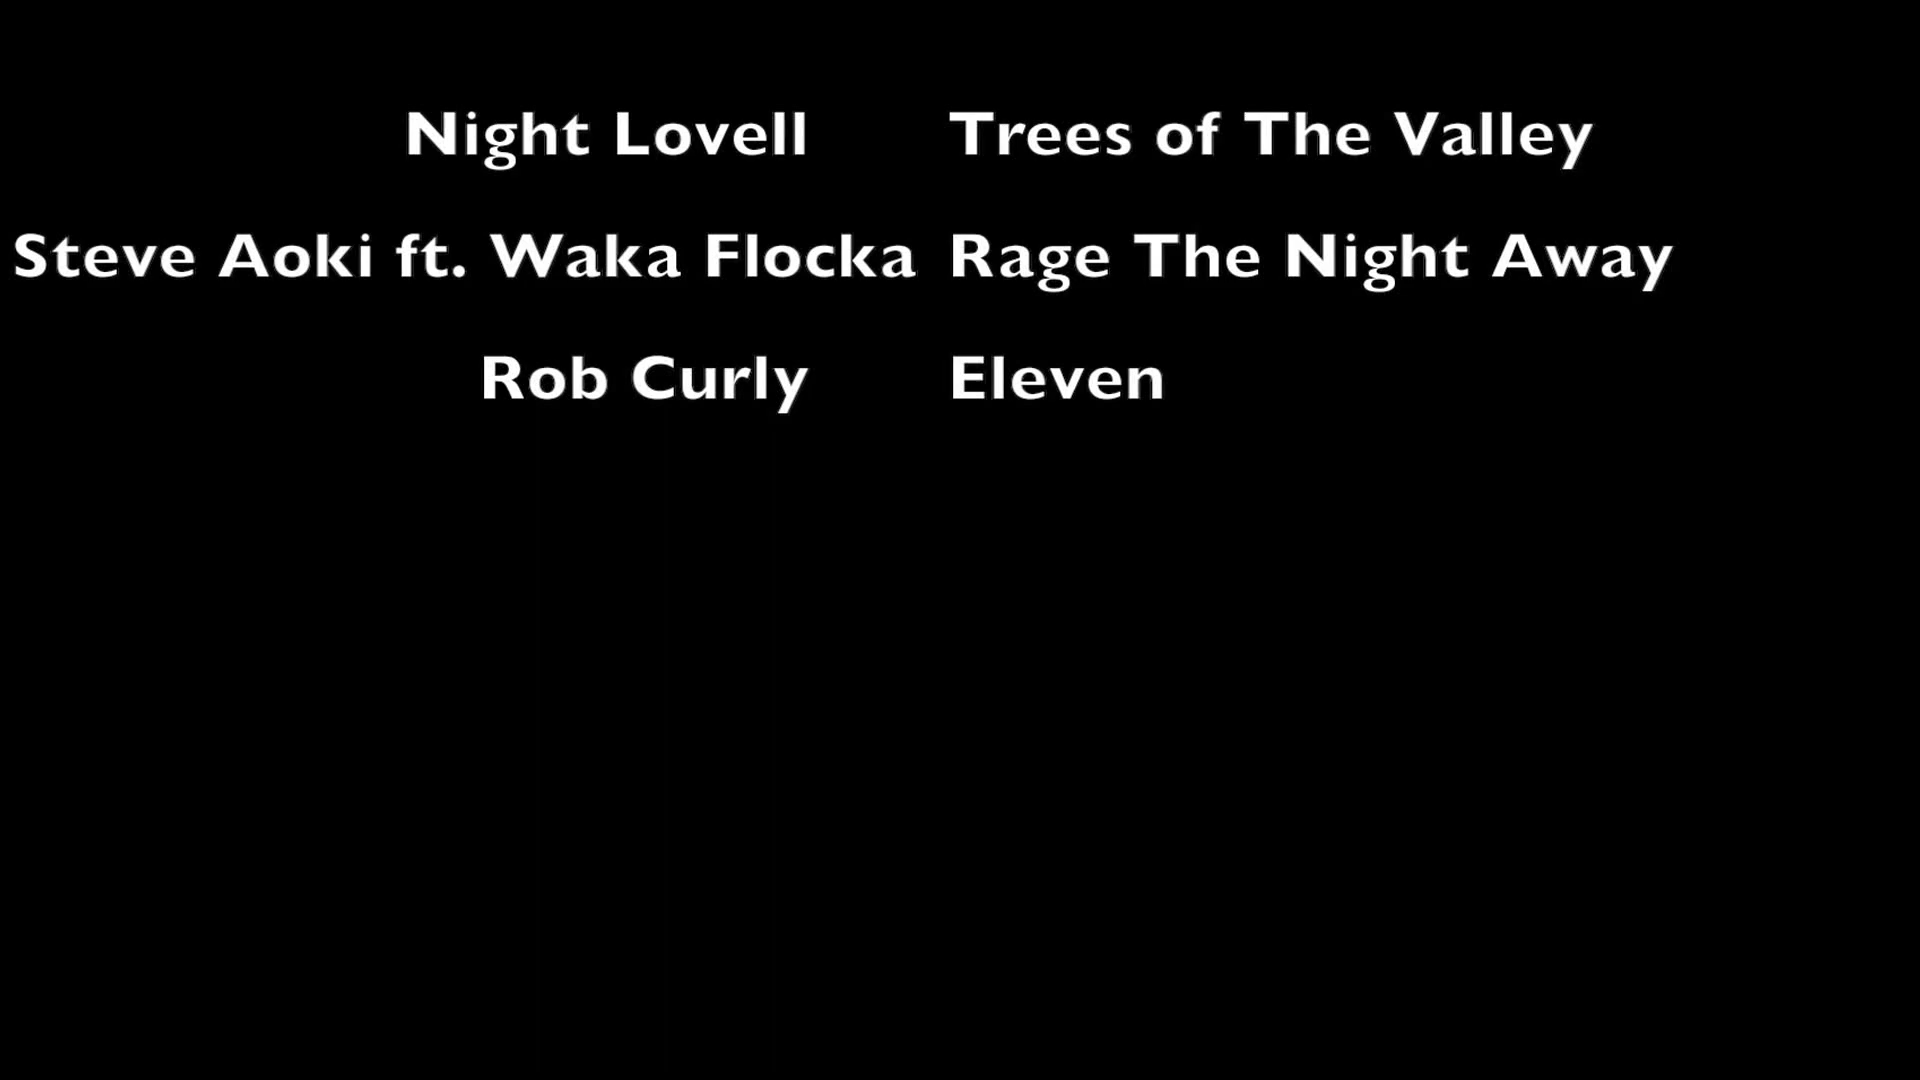 Night Lovell Trees of The Valley
Steve Aoki ft. Waka Flocka Rage The Night Away
Rob Curly Eleven